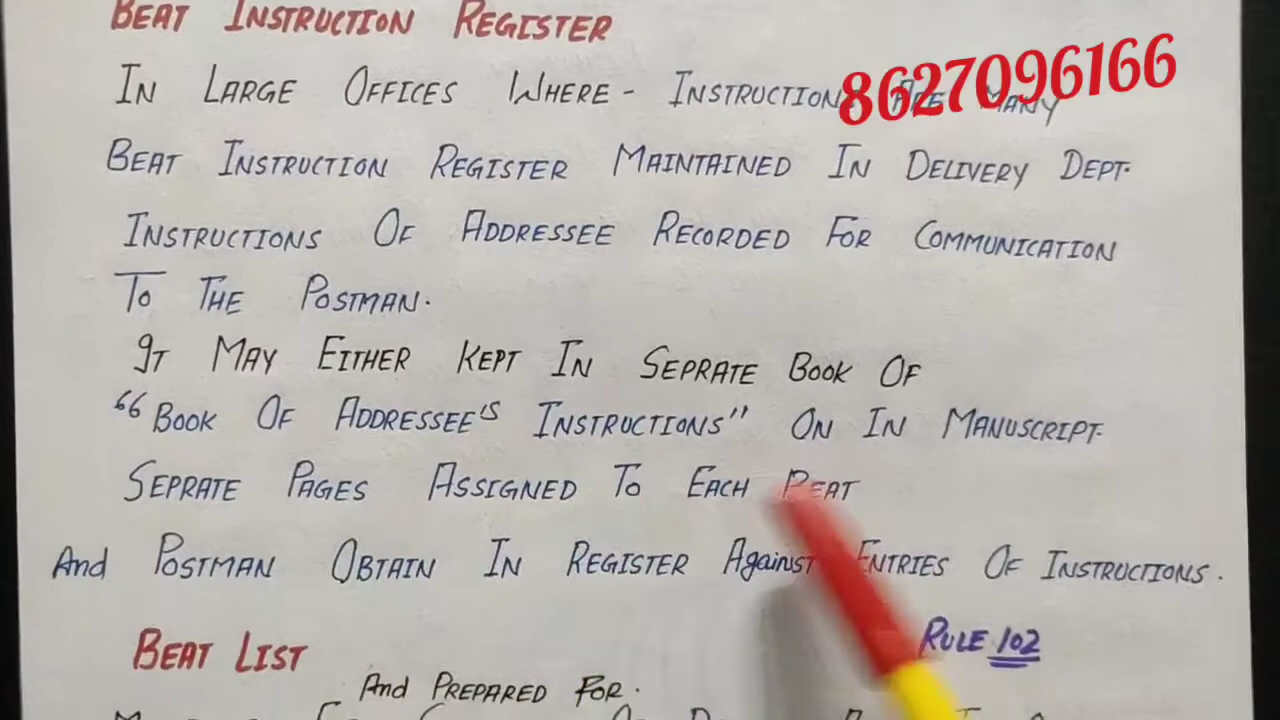 BEAT INSTRUCTION REGISTER
8627096166
IN LARGE OFFICES WHERE - INSTRUCTION ARE MANY
BEAT INSTRUCTION REGISTER MAINTAINED IN DELIVERY DEPT.
INSTRUCTIONS OF ADDRESSEE RECORDED FOR COMMUNICATION
TO THE POSTMAN.
IT MAY EITHER KEPT IN SEPRATE BOOK OF
"BOOK OF ADDRESSEE'S INSTRUCTIONS" ON IN MANUSCRIPT.
SEPRATE PAGES ASSIGNED TO EACH BEAT
And POSTMAN OBTAIN IN REGISTER Against ENTRIES OF INSTRUCTIONS.
BEAT LIST RULE 102
And PREPARED FOR.